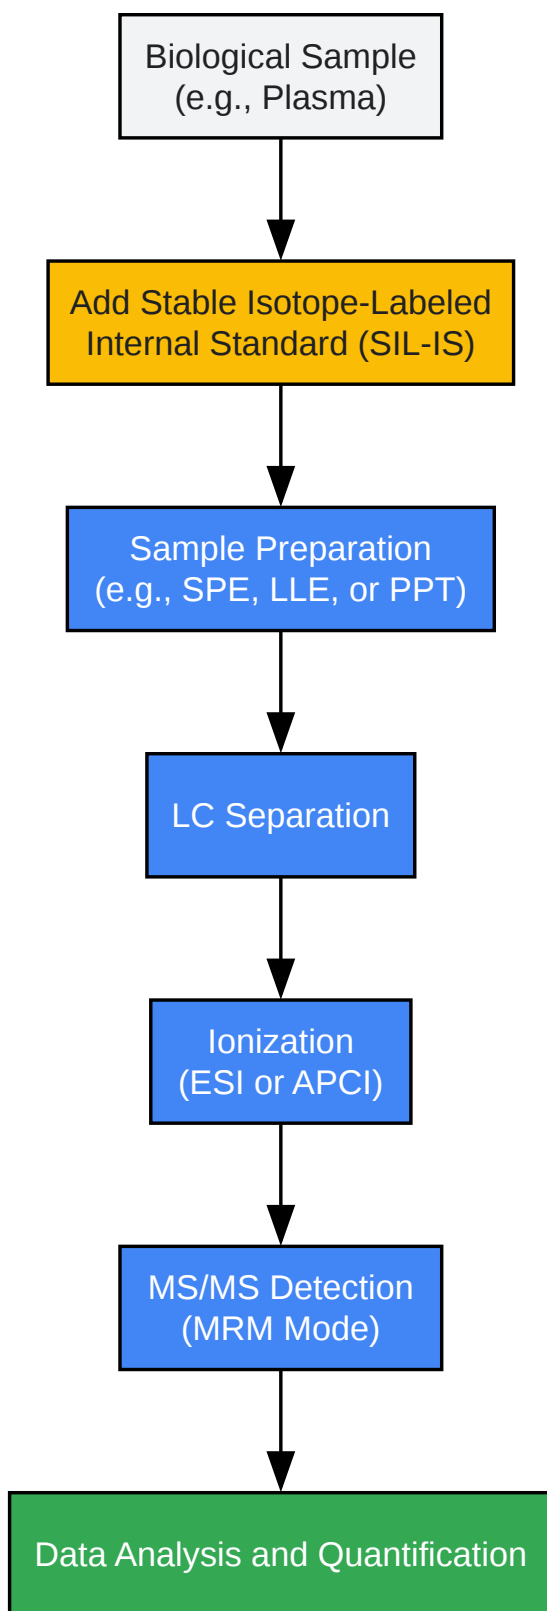 Biological Sample
(e.g., Plasma)
Add Stable Isotope-Labeled
Internal Standard (SIL-IS)
Sample Preparation
(e.g., SPE, LLE, or PPT)
LC Separation
Ionization
(ESI or APCI)
MS/MS Detection
(MRM Mode)
Data Analysis and Quantification